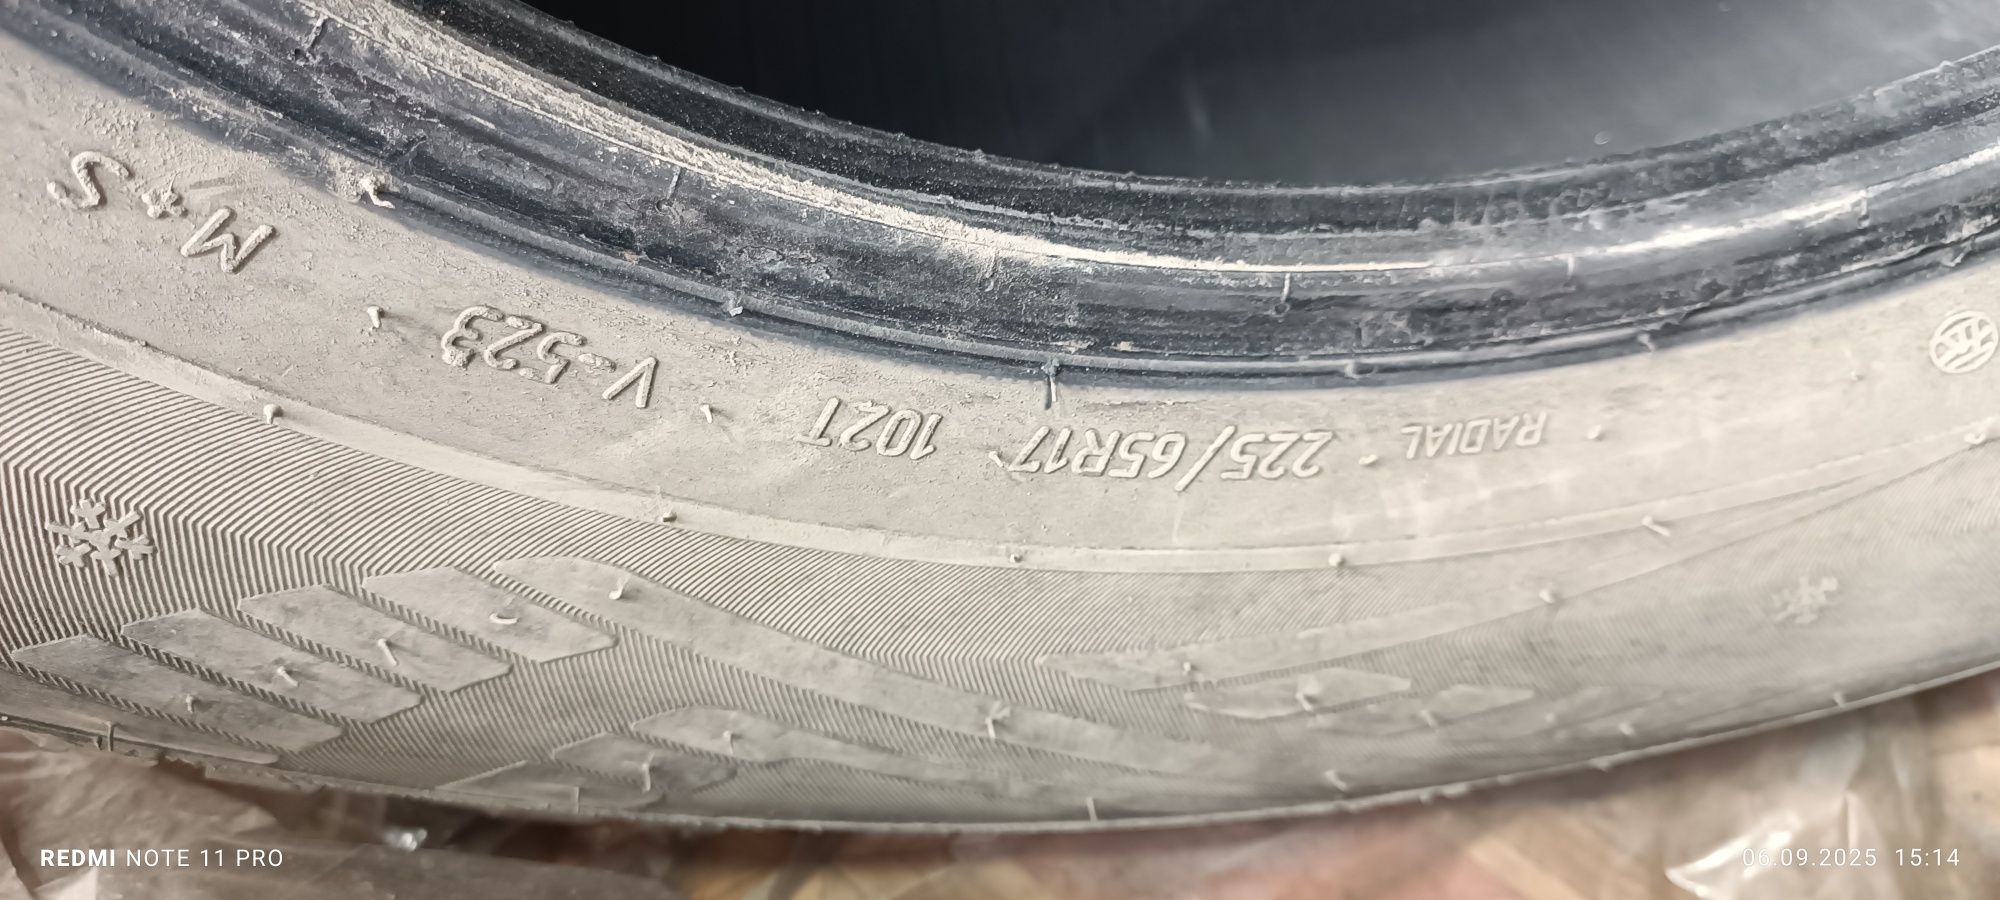 RADIAL 225/65R17 102T V-523 M+S
REDMI NOTE 11 PRO
06.09.2025 15:14